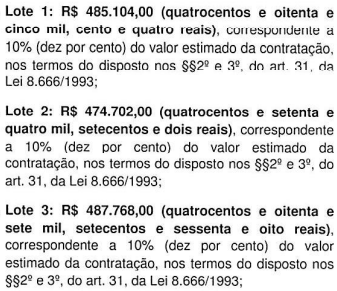 Lote 1: R$ 485.104,00 (quatrocentos e oitenta e
cinco mil, cento e quatro reais), correspondente a
10% (dez por cento) do valor estimado da contratação,
nos termos do disposto nos §§2º e 3º, do art. 31, da
Lei 8.666/1993;
Lote 2: R$ 474.702,00 (quatrocentos e setenta e
quatro mil, setecentos e dois reais), correspondente
a 10% (dez por cento) do valor estimado da
contratação, nos termos do disposto nos §§2º e 3º, do
art. 31, da Lei 8.666/1993;
Lote 3: R$ 487.768,00 (quatrocentos e oitenta e
sete mil, setecentos e sessenta e oito reais),
correspondente a 10% (dez por cento) do valor
estimado da contratação, nos termos do disposto nos
§§2º e 3º, do art. 31, da Lei 8.666/1993;